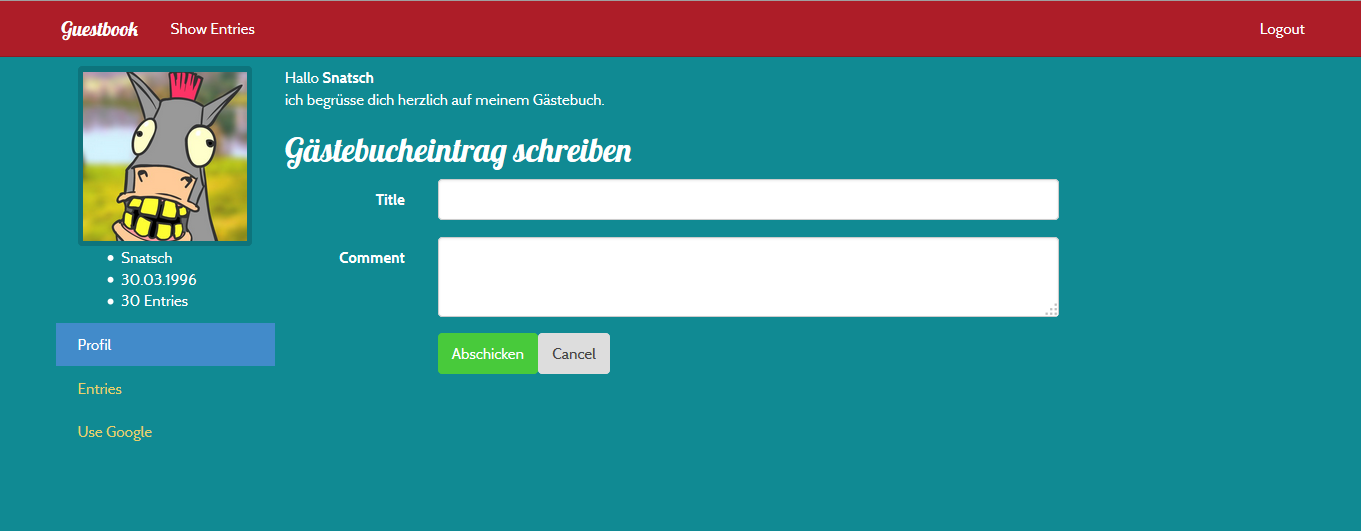 Guestbook
Show Entries
Logout
Hallo Snatsch
ich begrüsse dich herzlich auf meinem Gästebuch.
Gästebucheintrag schreiben
Title
Comment
Abschicken
Cancel
Snatsch
30.03.1996
30 Entries
Profil
Entries
Use Google